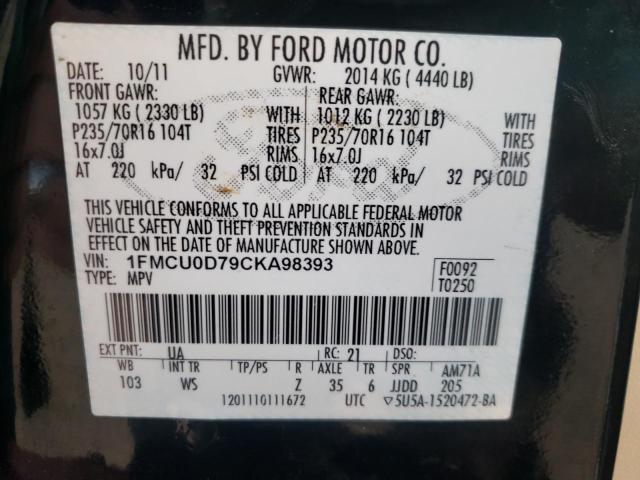 MFD. BY FORD MOTOR CO.
DATE: 10/11 GVWR: 2014 KG ( 4440 LB)
FRONT GAWR: REAR GAWR:
1057 KG ( 2330 LB) WITH 1012 KG ( 2230 LB) WITH
P235/70R16 104T TIRES P235/70R16 104T TIRES
16x7.0J RIMS 16x7.0J RIMS
AT 220 kPa/ 32 PSI COLD AT 220 kPa/ 32 PSI COLD
Ford
THIS VEHICLE CONFORMS TO ALL APPLICABLE FEDERAL MOTOR
VEHICLE SAFETY AND THEFT PREVENTION STANDARDS IN
EFFECT ON THE DATE OF MANUFACTURE SHOWN ABOVE.
VIN: 1FMCU0D79CKA98393
TYPE: MPV
F0092
T0250
EXT PNT: UA RC: 21 DSO:
WB INT TR TP/PS R AXLE TR AM71A
103 WS Z 35 6 JJDD 205
1201110111672 UTC ▽5U5A-1520472-BA